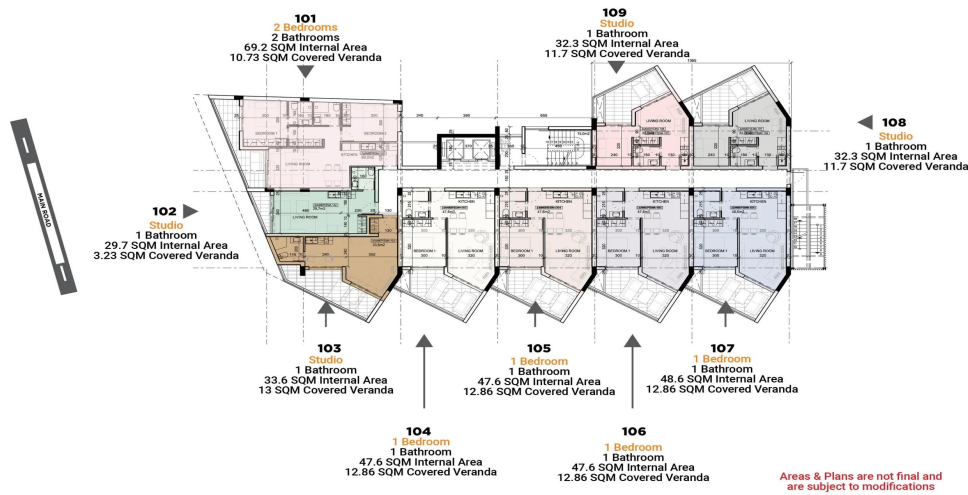 101
2 Bedrooms
2 Bathrooms
69.2 SQM Internal Area
10.73 SQM Covered Veranda
109
Studio
1 Bathroom
32.3 SQM Internal Area
11.7 SQM Covered Veranda
108
Studio
1 Bathroom
32.3 SQM Internal Area
11.7 SQM Covered Veranda
MAIN ROAD
102
Studio
1 Bathroom
29.7 SQM Internal Area
3.23 SQM Covered Veranda
BEDROOM 1
LIVING ROOM
KITCHEN
LIVING ROOM
LIVING ROOM
LIVING ROOM
KITCHEN
BEDROOM 1
LIVING ROOM
KITCHEN
BEDROOM 1
LIVING ROOM
KITCHEN
BEDROOM 1
LIVING ROOM
KITCHEN
BEDROOM 1
LIVING ROOM
103
Studio
1 Bathroom
33.6 SQM Internal Area
13 SQM Covered Veranda
105
1 Bedroom
1 Bathroom
47.6 SQM Internal Area
12.86 SQM Covered Veranda
107
1 Bedroom
1 Bathroom
48.6 SQM Internal Area
12.86 SQM Covered Veranda
104
1 Bedroom
1 Bathroom
47.6 SQM Internal Area
12.86 SQM Covered Veranda
106
1 Bedroom
1 Bathroom
47.6 SQM Internal Area
12.86 SQM Covered Veranda
Areas & Plans are not final and
are subject to modifications